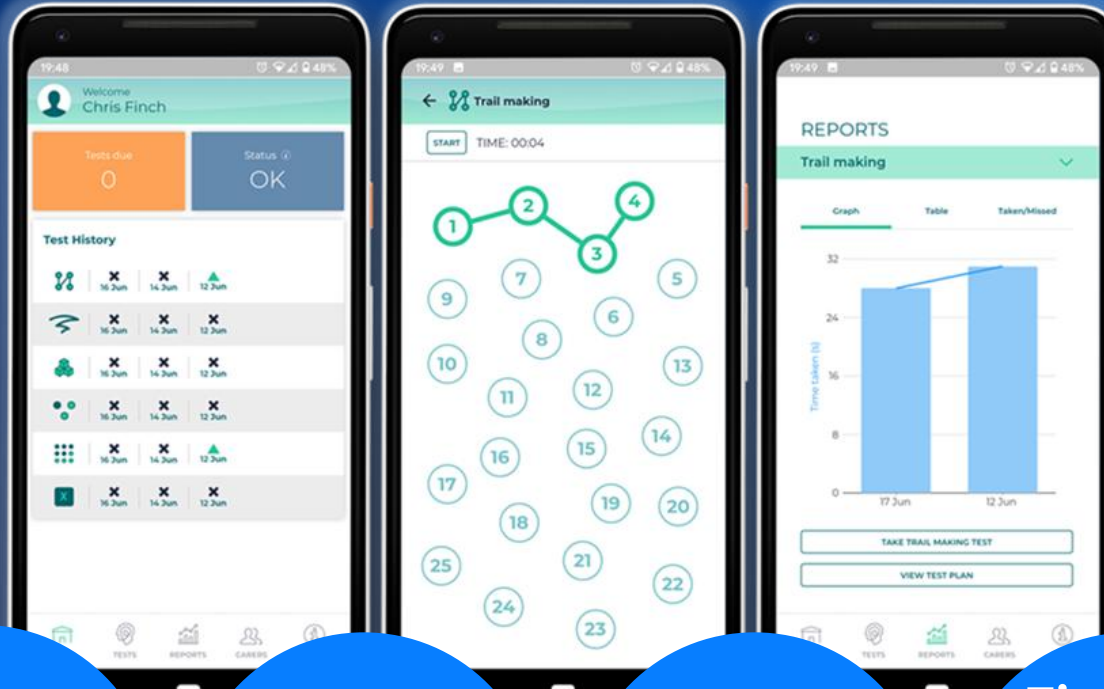 19:48
48%
Welcome
Chris Finch
Tests due
0
Status
OK
Test History
16 Jun 14 Jun 12 Jun
16 Jun 14 Jun 12 Jun
16 Jun 14 Jun 12 Jun
16 Jun 14 Jun 12 Jun
16 Jun 14 Jun 12 Jun
X 16 Jun 14 Jun 12 Jun
TESTS REPORTS CARERS
19:49
48%
Trail making
START TIME: 00:04
1 2 3 4
9 7 5
6
8
10 13
11 12
14
16 15
17
18 19 20
25 21
24 22
23
19:49
48%
REPORTS
Trail making
Graph Table Taken/Missed
Time taken (s)
32
24
16
8
0
17 Jun 12 Jun
TAKE TRAIL MAKING TEST
VIEW TEST PLAN
TESTS REPORTS CARERS